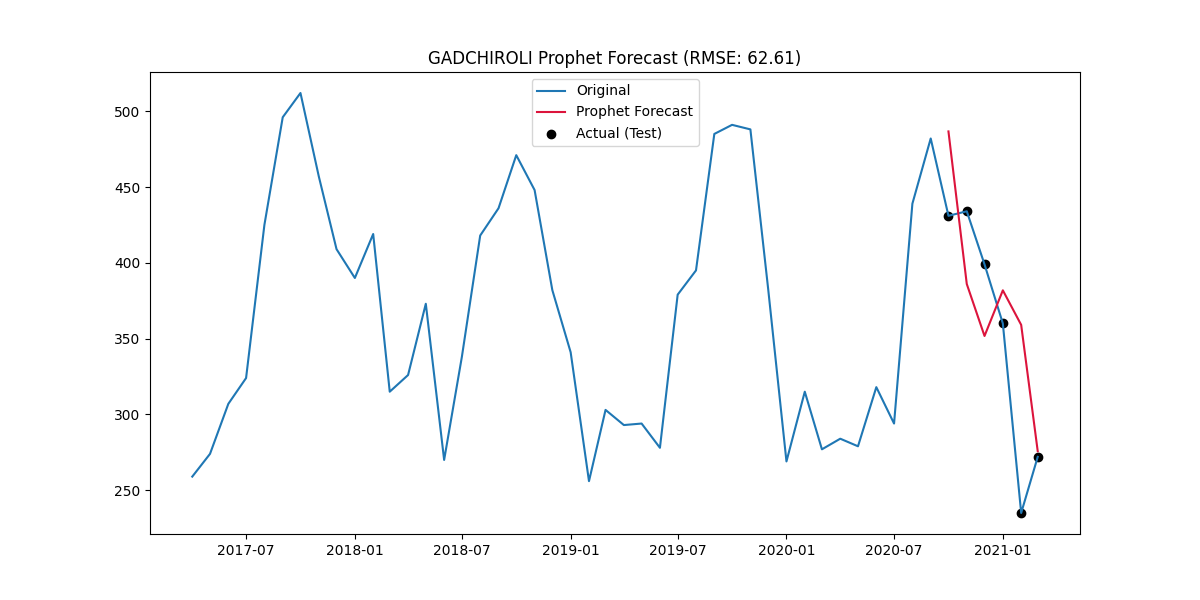 GADCHIROLI Prophet Forecast (RMSE: 62.61)
Original
Prophet Forecast
Actual (Test)
500
450
400
350
300
250
2017-07 2018-01 2018-07 2019-01 2019-07 2020-01 2020-07 2021-01